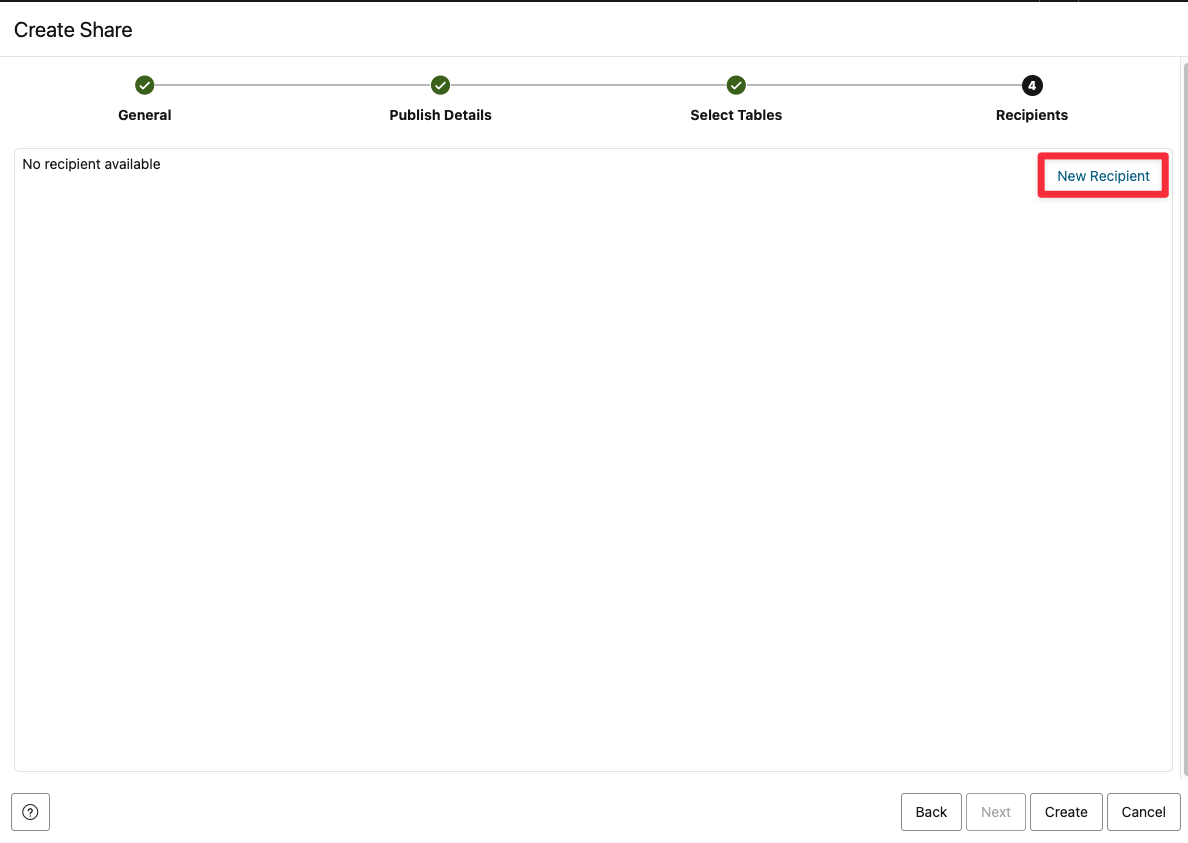 Create Share
4
General
Publish Details
Select Tables
Recipients
No recipient available
New Recipient
?
Back
Next
Create
Cancel